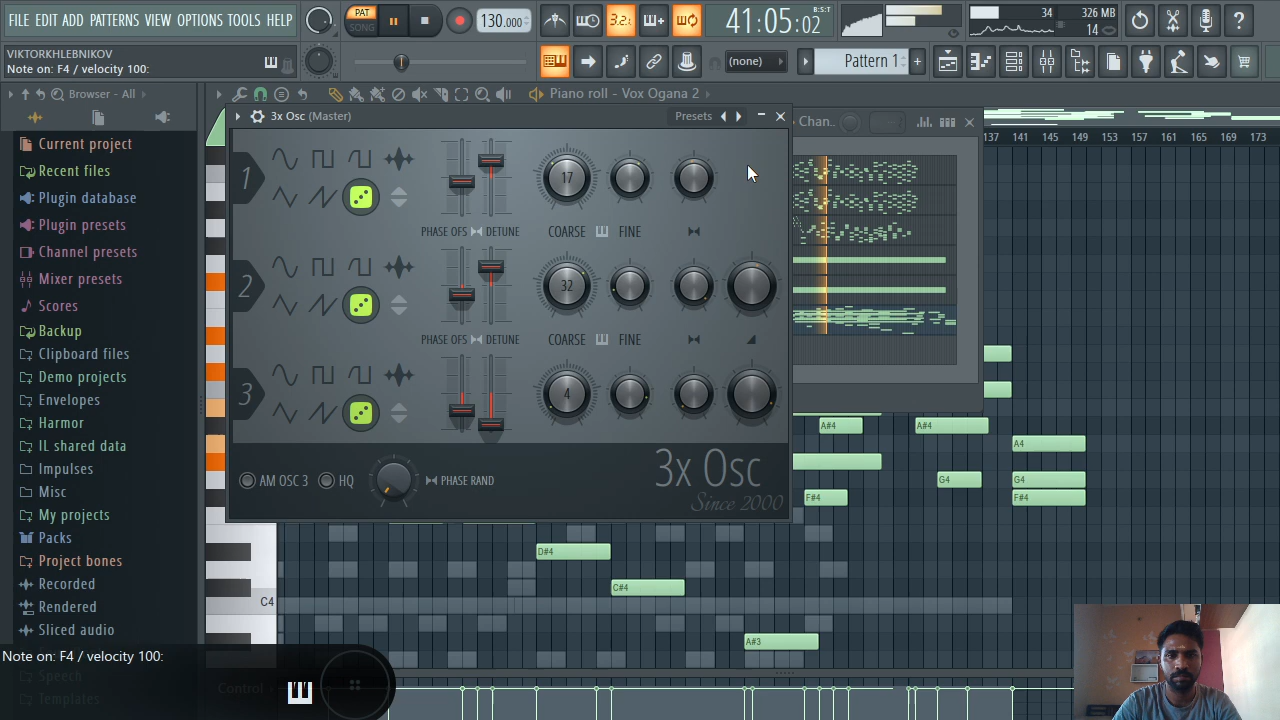 FILE EDIT ADD PATTERNS VIEW OPTIONS TOOLS HELP
PAT
SONG
130.000
3.2.
41:05:02
B:S:T
34
326 MB
14
VIKTORKHLEBNIKOV
Note on: F4 / velocity 100:
(none)
Pattern 1
Browser - All
Piano roll - Vox Ogana 2
Current project
Recent files
Plugin database
Plugin presets
Channel presets
Mixer presets
Scores
Backup
Clipboard files
Demo projects
Envelopes
Harmor
IL shared data
Impulses
Misc
My projects
Packs
Project bones
Recorded
Rendered
Sliced audio
Speech
Templates
3x Osc (Master)
Presets
1
17
PHASE OFS DETUNE
COARSE
FINE
2
32
PHASE OFS DETUNE
COARSE
FINE
3
4
AM OSC 3
HQ
PHASE RAND
3x Osc
Since 2000
Chan..
137 141 145 149 153 157 161 165 169 173
A#4
A#4
A4
G4
G4
F#4
F#4
D#4
C#4
C4
A#3
Note on: F4 / velocity 100:
Control